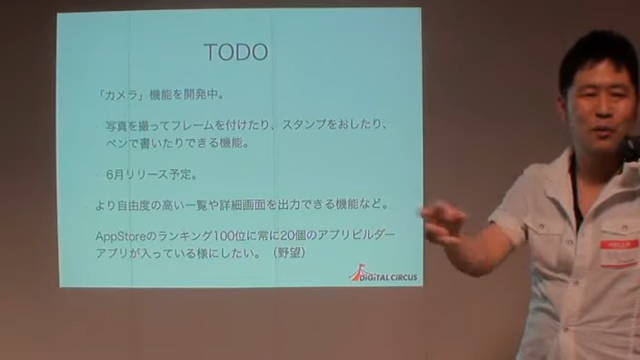 TODO
「カメラ」機能を開発中。
写真を撮ってフレームを付けたり、スタンプをおしたり、
ペンで書いたりできる機能。
6月リリース予定。
より自由度の高い一覧や詳細画面を出力できる機能など。
AppStoreのランキング100位に常に20個のアプリビルダー
アプリが入っている様にしたい。（野望）
DiGiTAL CiRCUS
HELLO